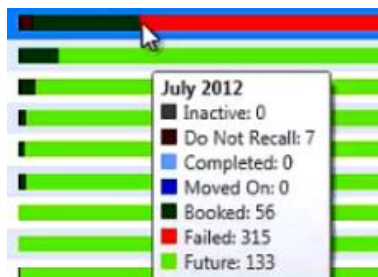 July 2012
Inactive: 0
Do Not Recall: 7
Completed: 0
Moved On: 0
Booked: 56
Failed: 315
Future: 133